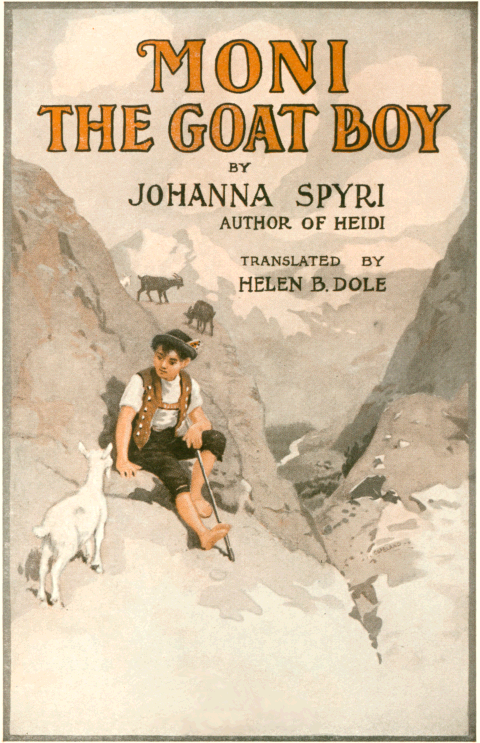 MONI
THE GOAT BOY
BY
JOHANNA SPYRI
AUTHOR OF HEIDI
TRANSLATED BY
HELEN B. DOLE